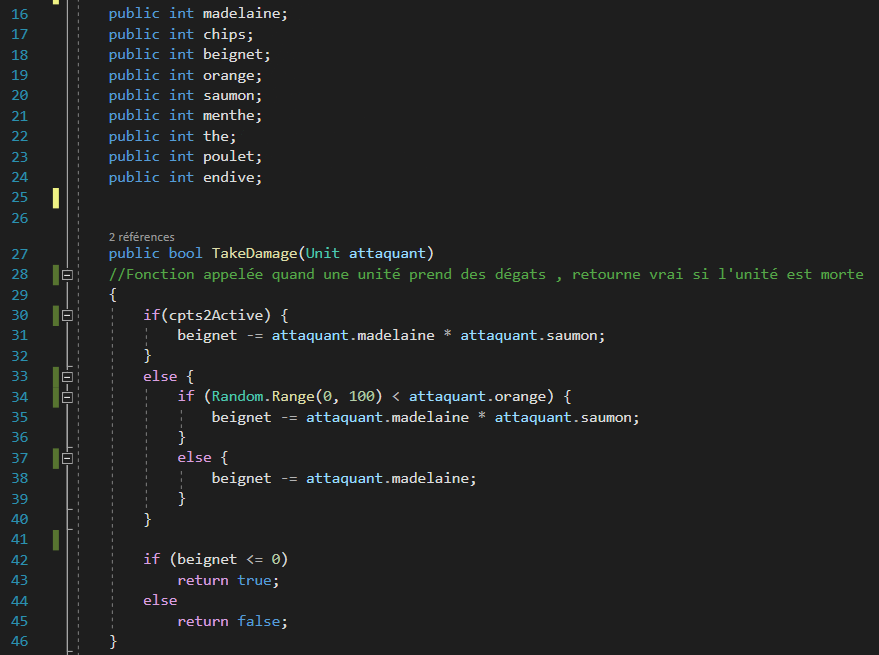 16 public int madelaine;
17 public int chips;
18 public int beignet;
19 public int orange;
20 public int saumon;
21 public int menthe;
22 public int the;
23 public int poulet;
24 public int endive;
25
26
2 références
27 public bool TakeDamage(Unit attaquant)
28 //Fonction appelée quand une unité prend des dégats , retourne vrai si l'unité est morte
29 {
30 if(cpts2Active) {
31 beignet -= attaquant.madelaine * attaquant.saumon;
32 }
33 else {
34 if (Random.Range(0, 100) < attaquant.orange) {
35 beignet -= attaquant.madelaine * attaquant.saumon;
36 }
37 else {
38 beignet -= attaquant.madelaine;
39 }
40 }
41
42 if (beignet <= 0)
43 return true;
44 else
45 return false;
46 }